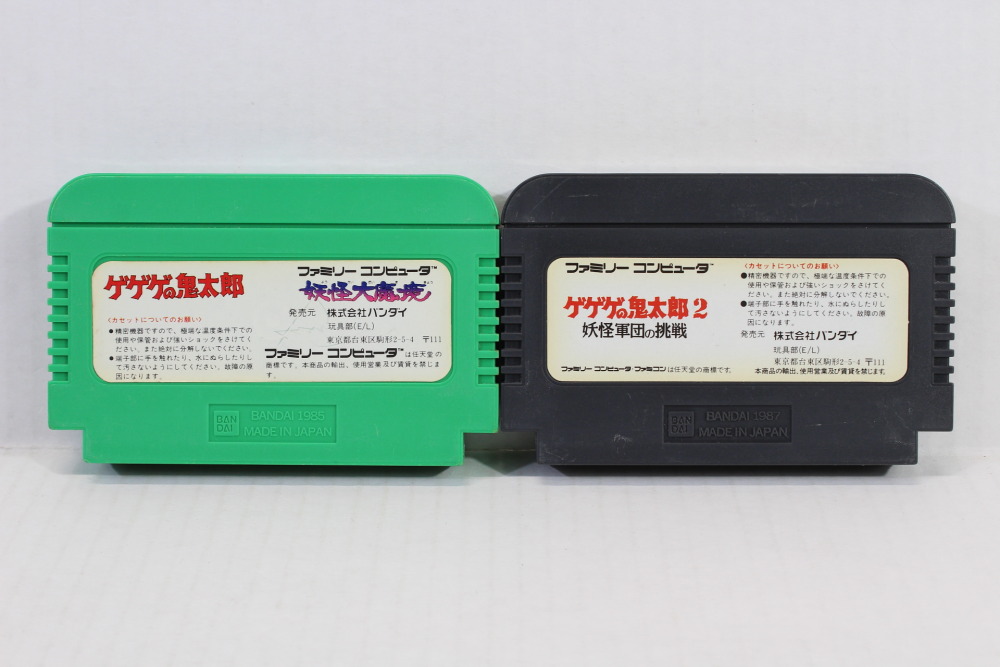 ゲゲゲの鬼太郎
〈カセットについてのお願い〉
●精密機器ですので、極端な温度条件下での
使用や保管および強いショックをさけてく
ださい。また絶対に分解しないでください。
●端子部に手を触れたり、水にぬらしたりし
て汚さないようにしてください。故障の原
因になります。
ファミリー コンピュータ™
妖怪大魔境
発売元 株式会社バンダイ
玩具部(E/L)
東京都台東区駒形2-5-4 〒111
ファミリー コンピュータ™は任天堂の
商標です。本商品の輸出、使用営業及び賃貸を禁じま
す。
BAN
DAI
BANDAI 1985
MADE IN JAPAN
ファミリー コンピュータ™
ゲゲゲの鬼太郎2
妖怪軍団の挑戦
ファミリー コンピュータ・ファミコンは任天堂の商標です。
〈カセットについてのお願い〉
●精密機器ですので、極端な温度条件下での
使用や保管および強いショックをさけてくだ
さい。また絶対に分解しないでください。
●端子部に手を触れたり、水にぬらしたりし
て汚さないようにしてください。故障の原
因になります。
発売元 株式会社バンダイ
玩具部(E/L)
東京都台東区駒形2-5-4 〒111
本商品の輸出、使用営業及び賃貸を禁じます。
BAN
DAI
BANDAI 1987
MADE IN JAPAN